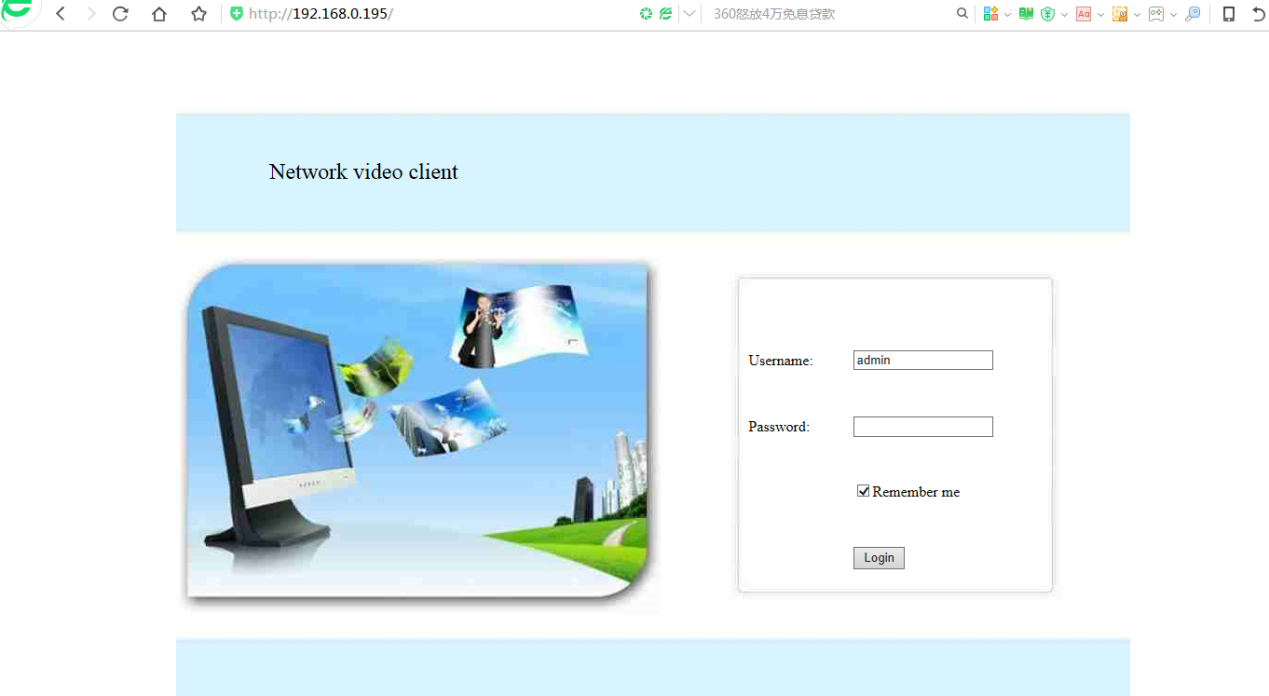 http://192.168.0.195/
360怒放4万免息贷款
Network video client
Username:
admin
Password:
Remember me
Login